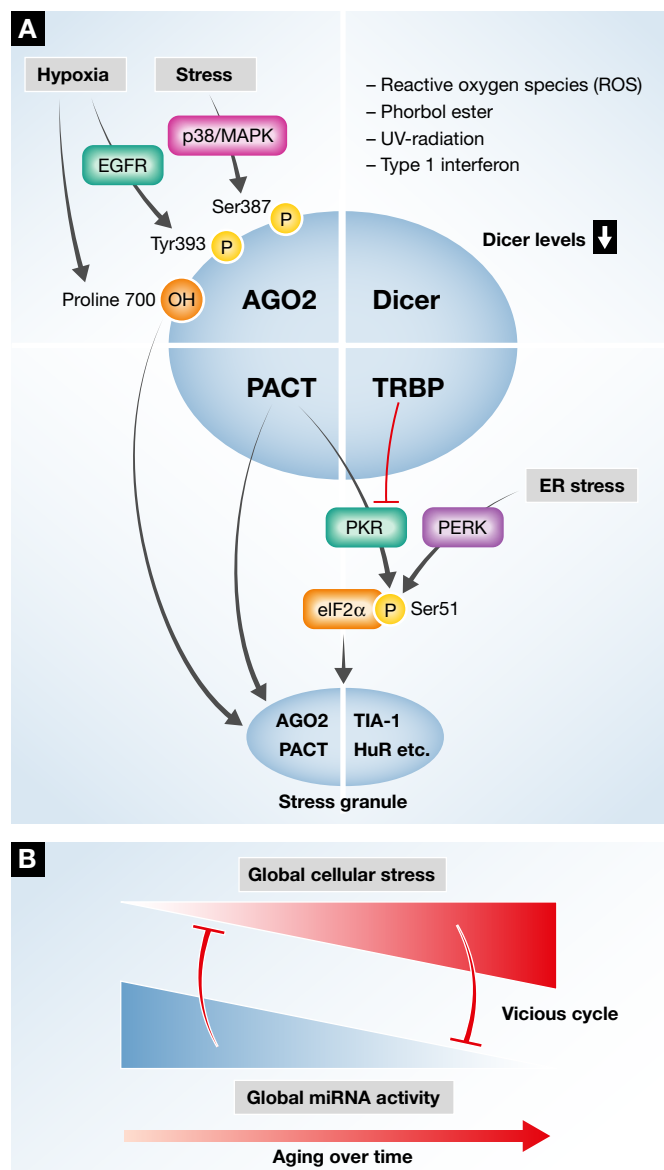 A
Hypoxia
Stress
– Reactive oxygen species (ROS)
– Phorbol ester
– UV-radiation
– Type 1 interferon
p38/MAPK
EGFR
Ser387
P
Tyr393
P
Dicer levels
Proline 700
OH
AGO2
Dicer
PACT
TRBP
ER stress
PKR
PERK
eIF2α
P
Ser51
AGO2
TIA-1
PACT
HuR etc.
Stress granule
B
Global cellular stress
Vicious cycle
Global miRNA activity
Aging over time